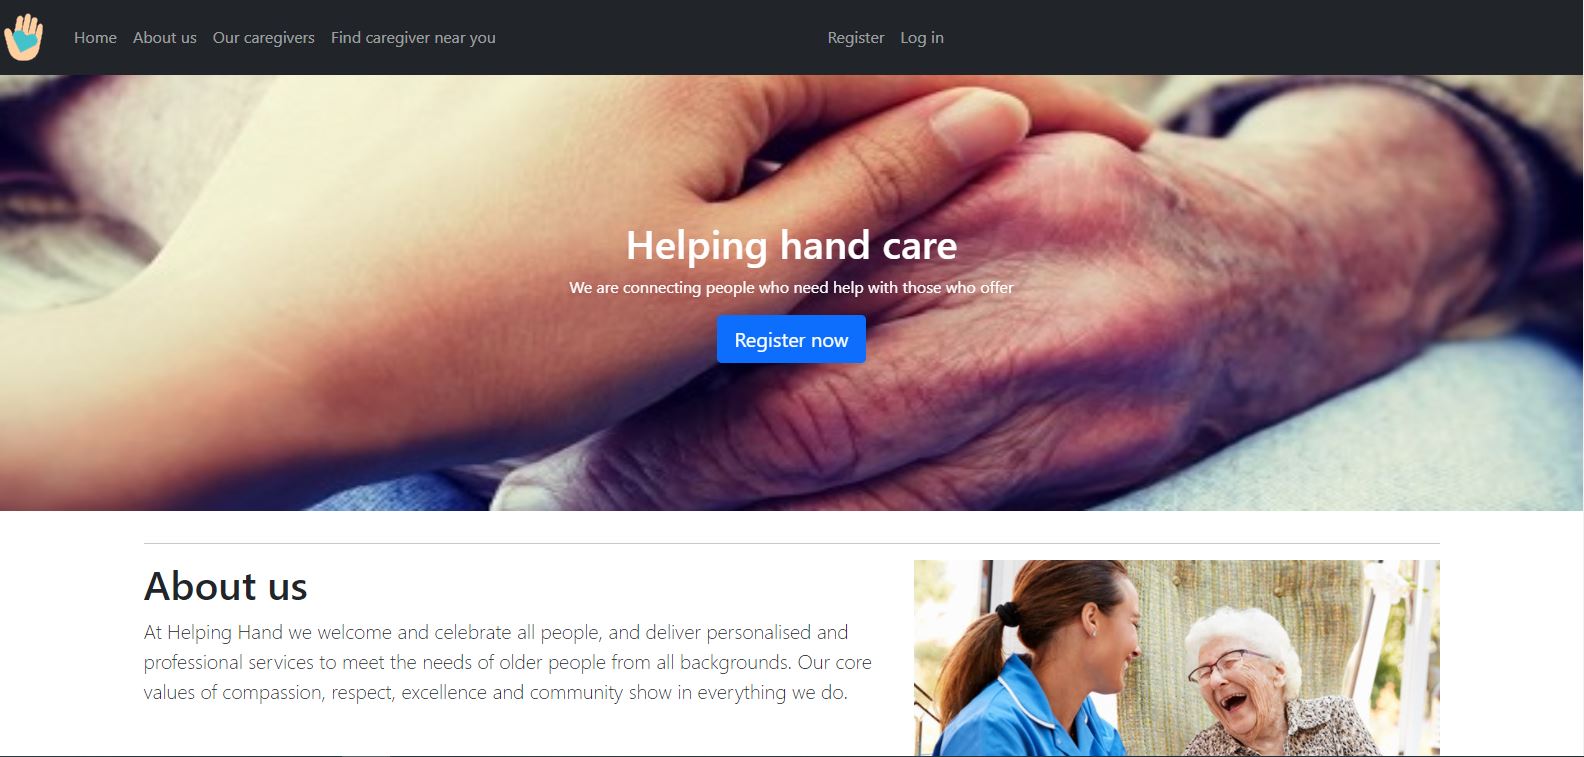 Home About us Our caregivers Find caregiver near you Register Log in
Helping hand care
We are connecting people who need help with those who offer
Register now
About us
At Helping Hand we welcome and celebrate all people, and deliver personalised and
professional services to meet the needs of older people from all backgrounds. Our core
values of compassion, respect, excellence and community show in everything we do.